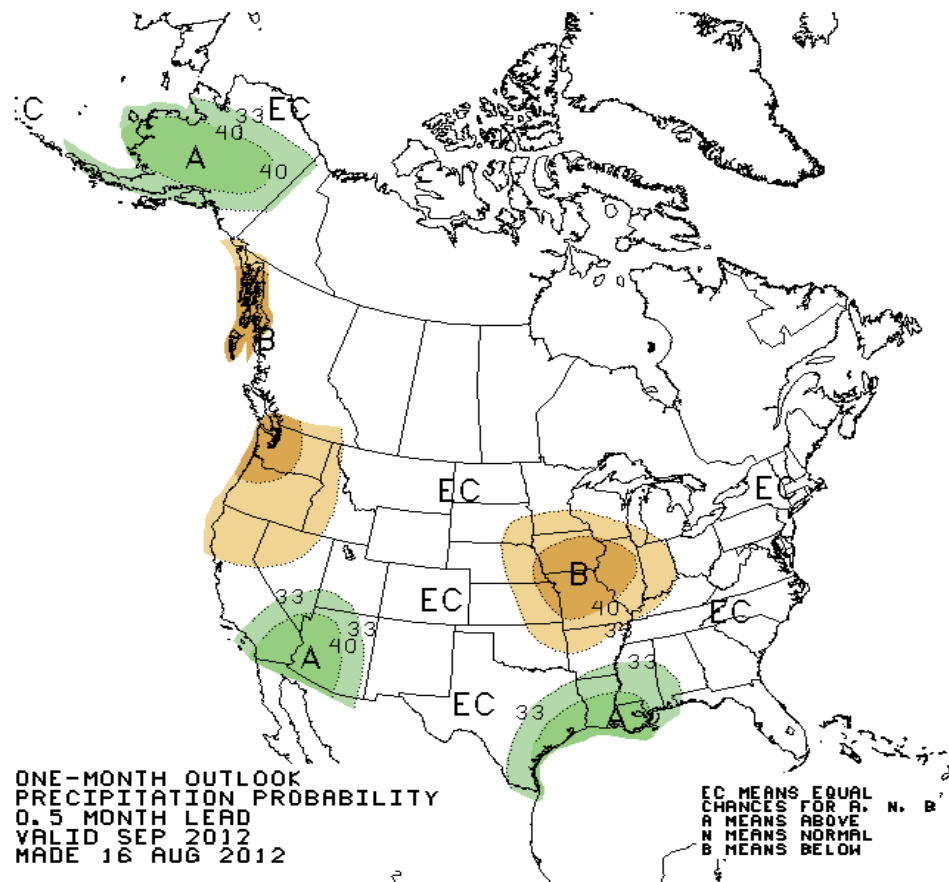 EC
33
C
40
A
40
B
EC
EC
B
33
EC
40
EC
33
33
40
A
33
EC
33
A
ONE-MONTH OUTLOOK
PRECIPITATION PROBABILITY
0.5 MONTH LEAD
VALID SEP 2012
MADE 16 AUG 2012
EC MEANS EQUAL
CHANCES FOR A, N, B
A MEANS ABOVE
N MEANS NORMAL
B MEANS BELOW